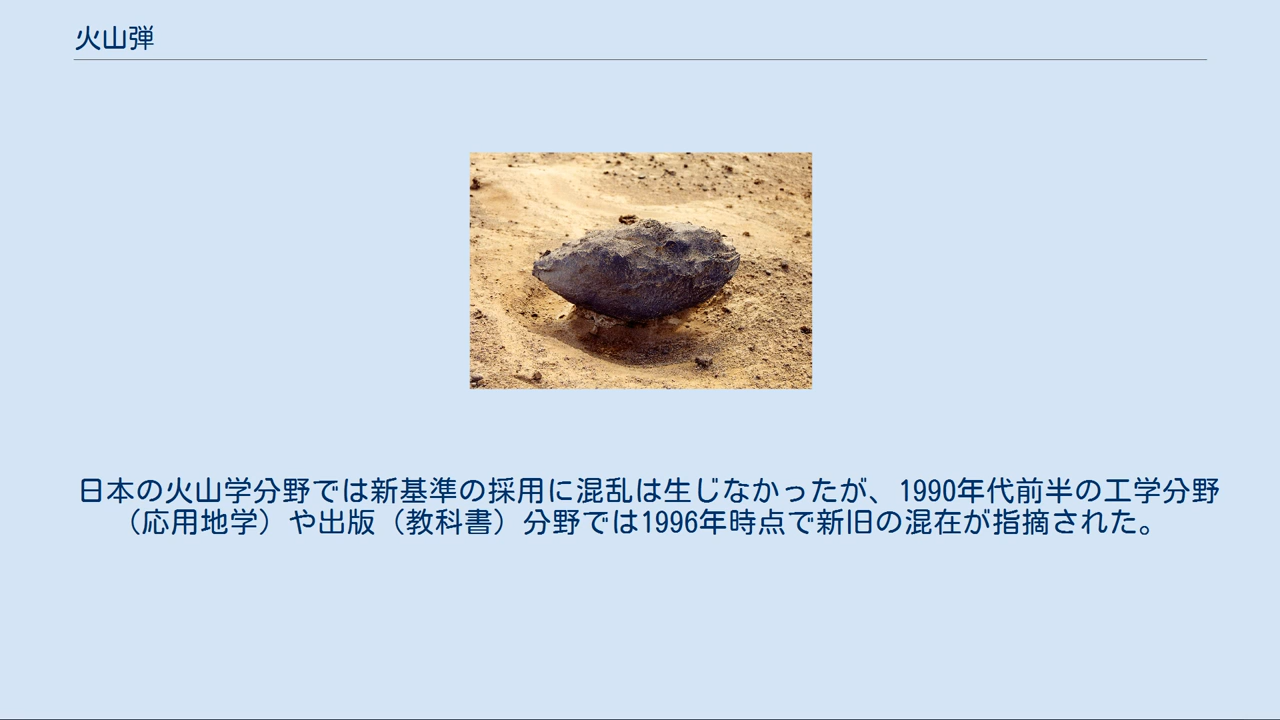 火山弾
日本の火山学分野では新基準の採用に混乱は生じなかったが、1990年代前半の工学分野
（応用地学）や出版（教科書）分野では1996年時点で新旧の混在が指摘された。